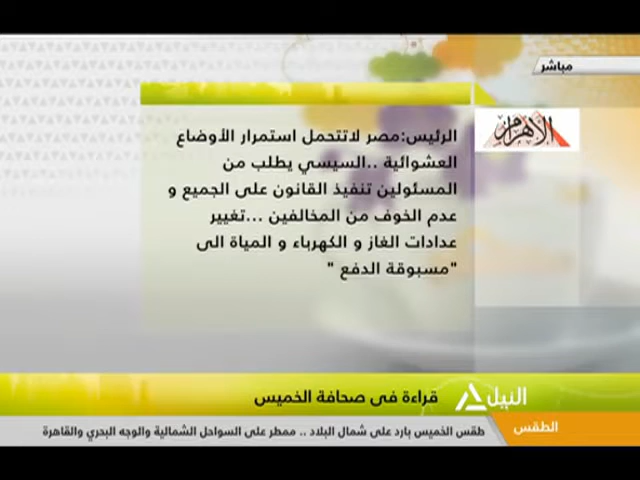 مباشر
الأهرام
الرئيس:مصر لاتتحمل استمرار الأوضاع
العشوائية ..السيسي يطلب من
المسئولين تنفيذ القانون على الجميع و
عدم الخوف من المخالفين ...تغيير
عدادات الغاز و الكهرباء و المياة الى
"مسبوقة الدفع "
النيل
قراءة فى صحافة الخميس
الطقس
طقس الخميس بارد على شمال البلاد .. ممطر على السواحل الشمالية والوجه البحري والقاهرة